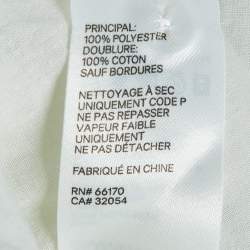 PRINCIPAL:
100% POLYESTER
DOUBLURE:
100% COTON
SAUF BORDURES
NETTOYAGE À SEC
UNIQUEMENT CODE P
NE PAS REPASSER
VAPEUR FAIBLE
UNIQUEMENT
NE PAS DÉTACHER
FABRIQUÉ EN CHINE
RN# 66170
CA# 32054